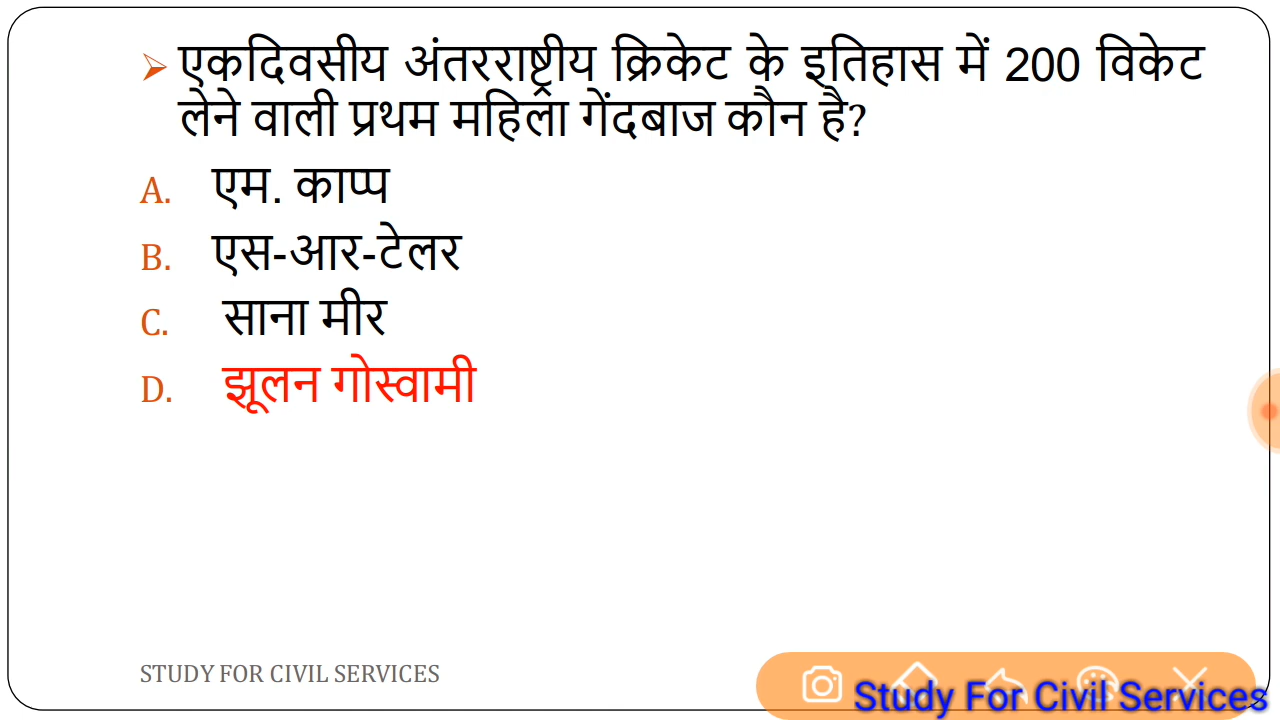 एकदिवसीय अंतरराष्ट्रीय क्रिकेट के इतिहास में 200 विकेट
लेने वाली प्रथम महिला गेंदबाज कौन है?
A. एम. काप्प
B. एस-आर-टेलर
C. साना मीर
D. झूलन गोस्वामी
STUDY FOR CIVIL SERVICES
Study For Civil Services